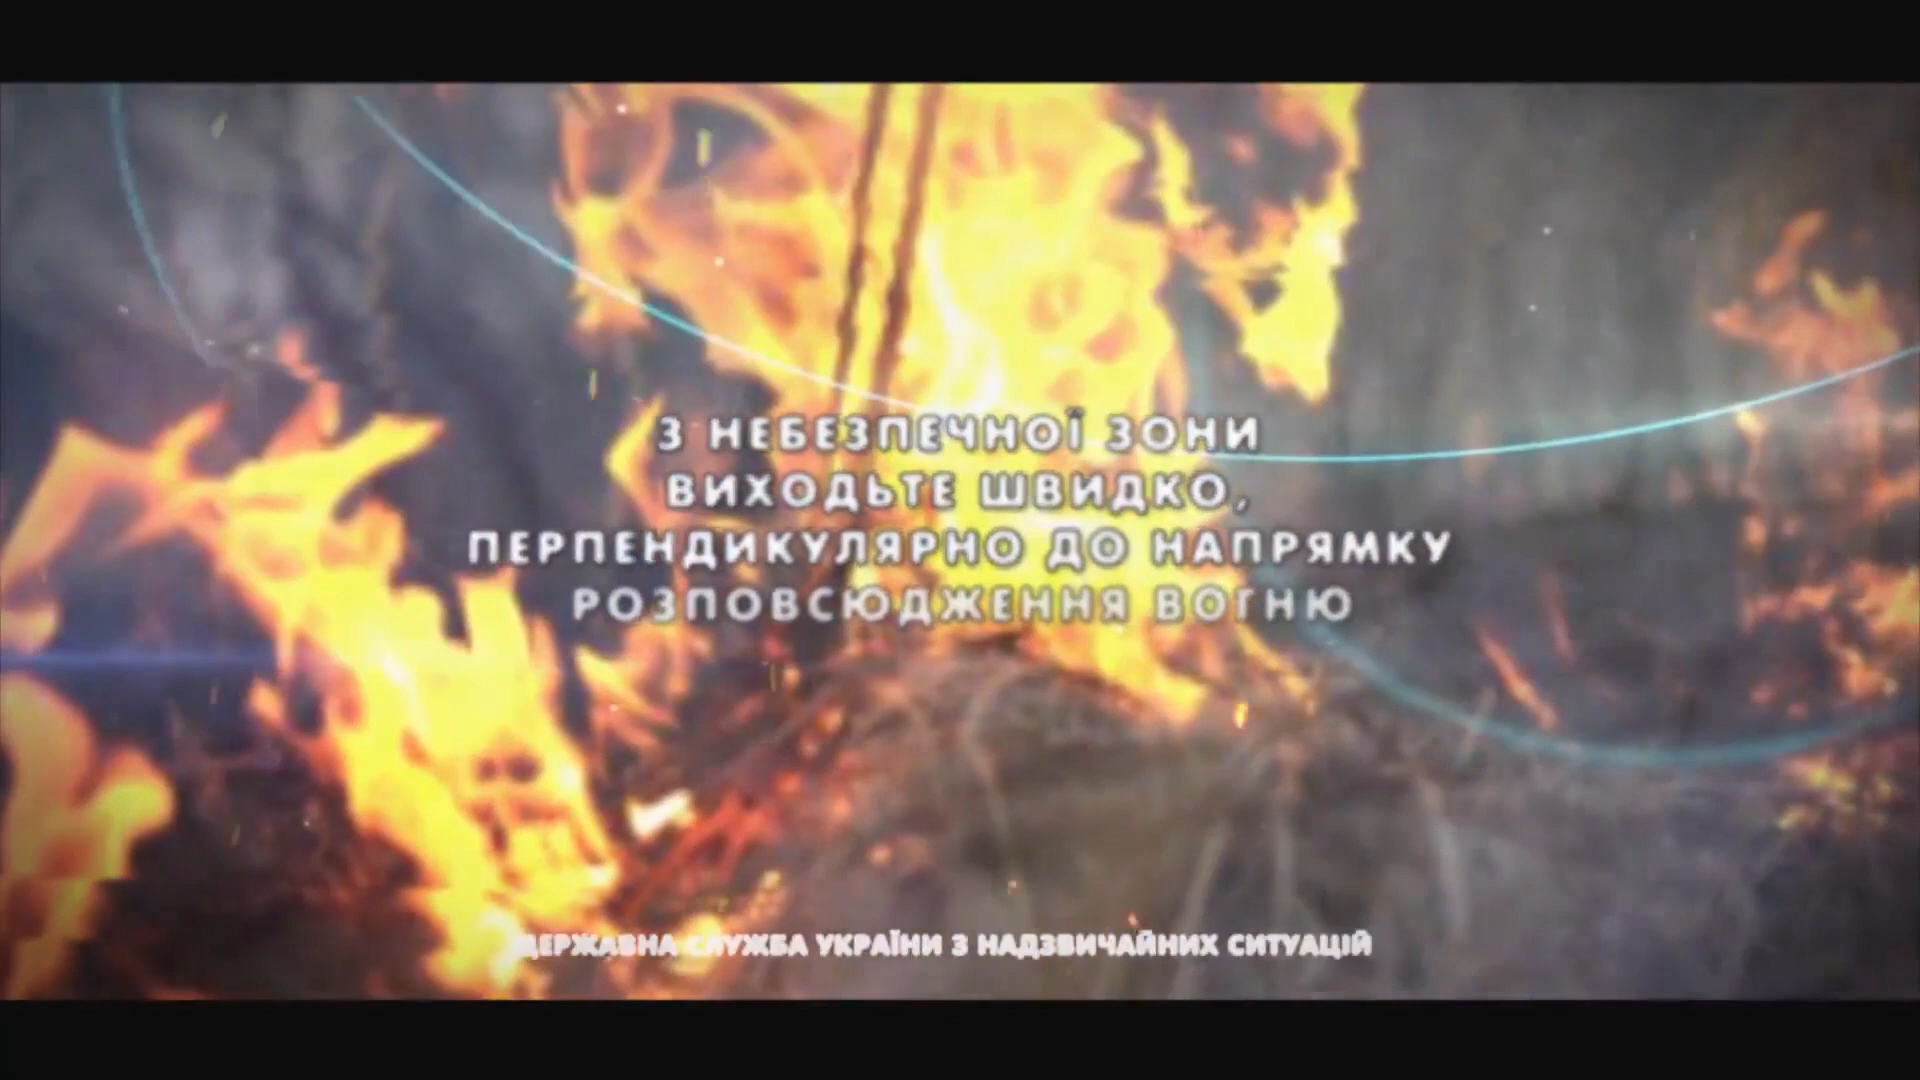 З НЕБЕЗПЕЧНОЇ ЗОНИ
ВИХОДЬТЕ ШВИДКО,
ПЕРПЕНДИКУЛЯРНО ДО НАПРЯМКУ
РОЗПОВСЮДЖЕННЯ ВОГНЮ
ДЕРЖАВНА СЛУЖБА УКРАЇНИ З НАДЗВИЧАЙНИХ СИТУАЦІЙ